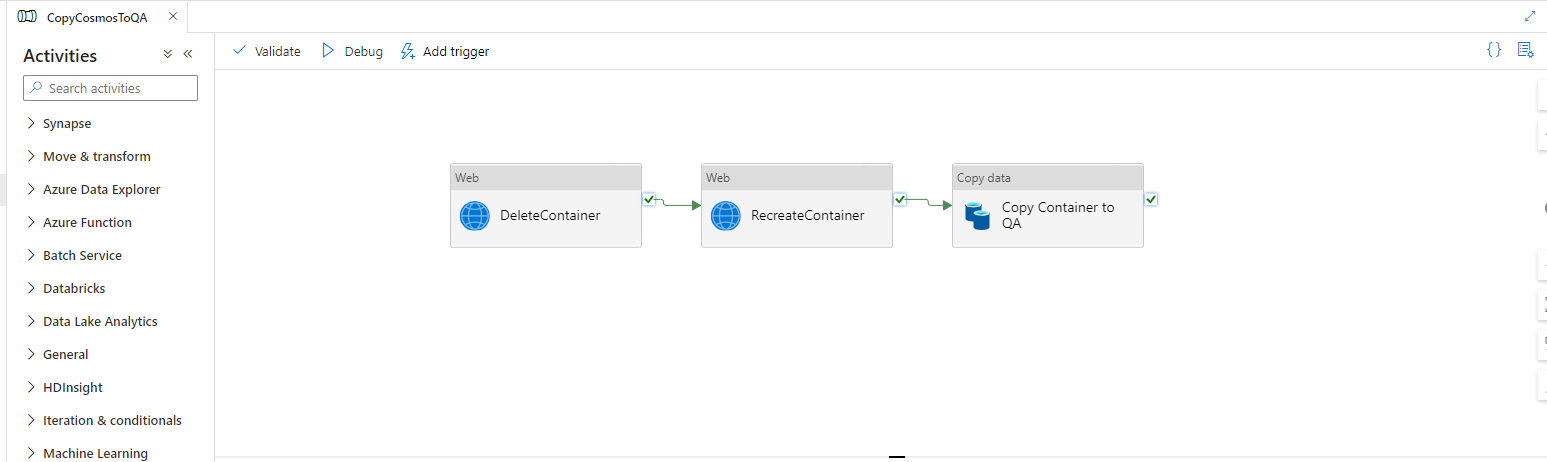 CopyCosmosToQA
Activities
Search activities
Synapse
Move & transform
Azure Data Explorer
Azure Function
Batch Service
Databricks
Data Lake Analytics
General
HDInsight
Iteration & conditionals
Machine Learning
Validate
Debug
Add trigger
{}
Web
DeleteContainer
Web
RecreateContainer
Copy data
Copy Container to
QA